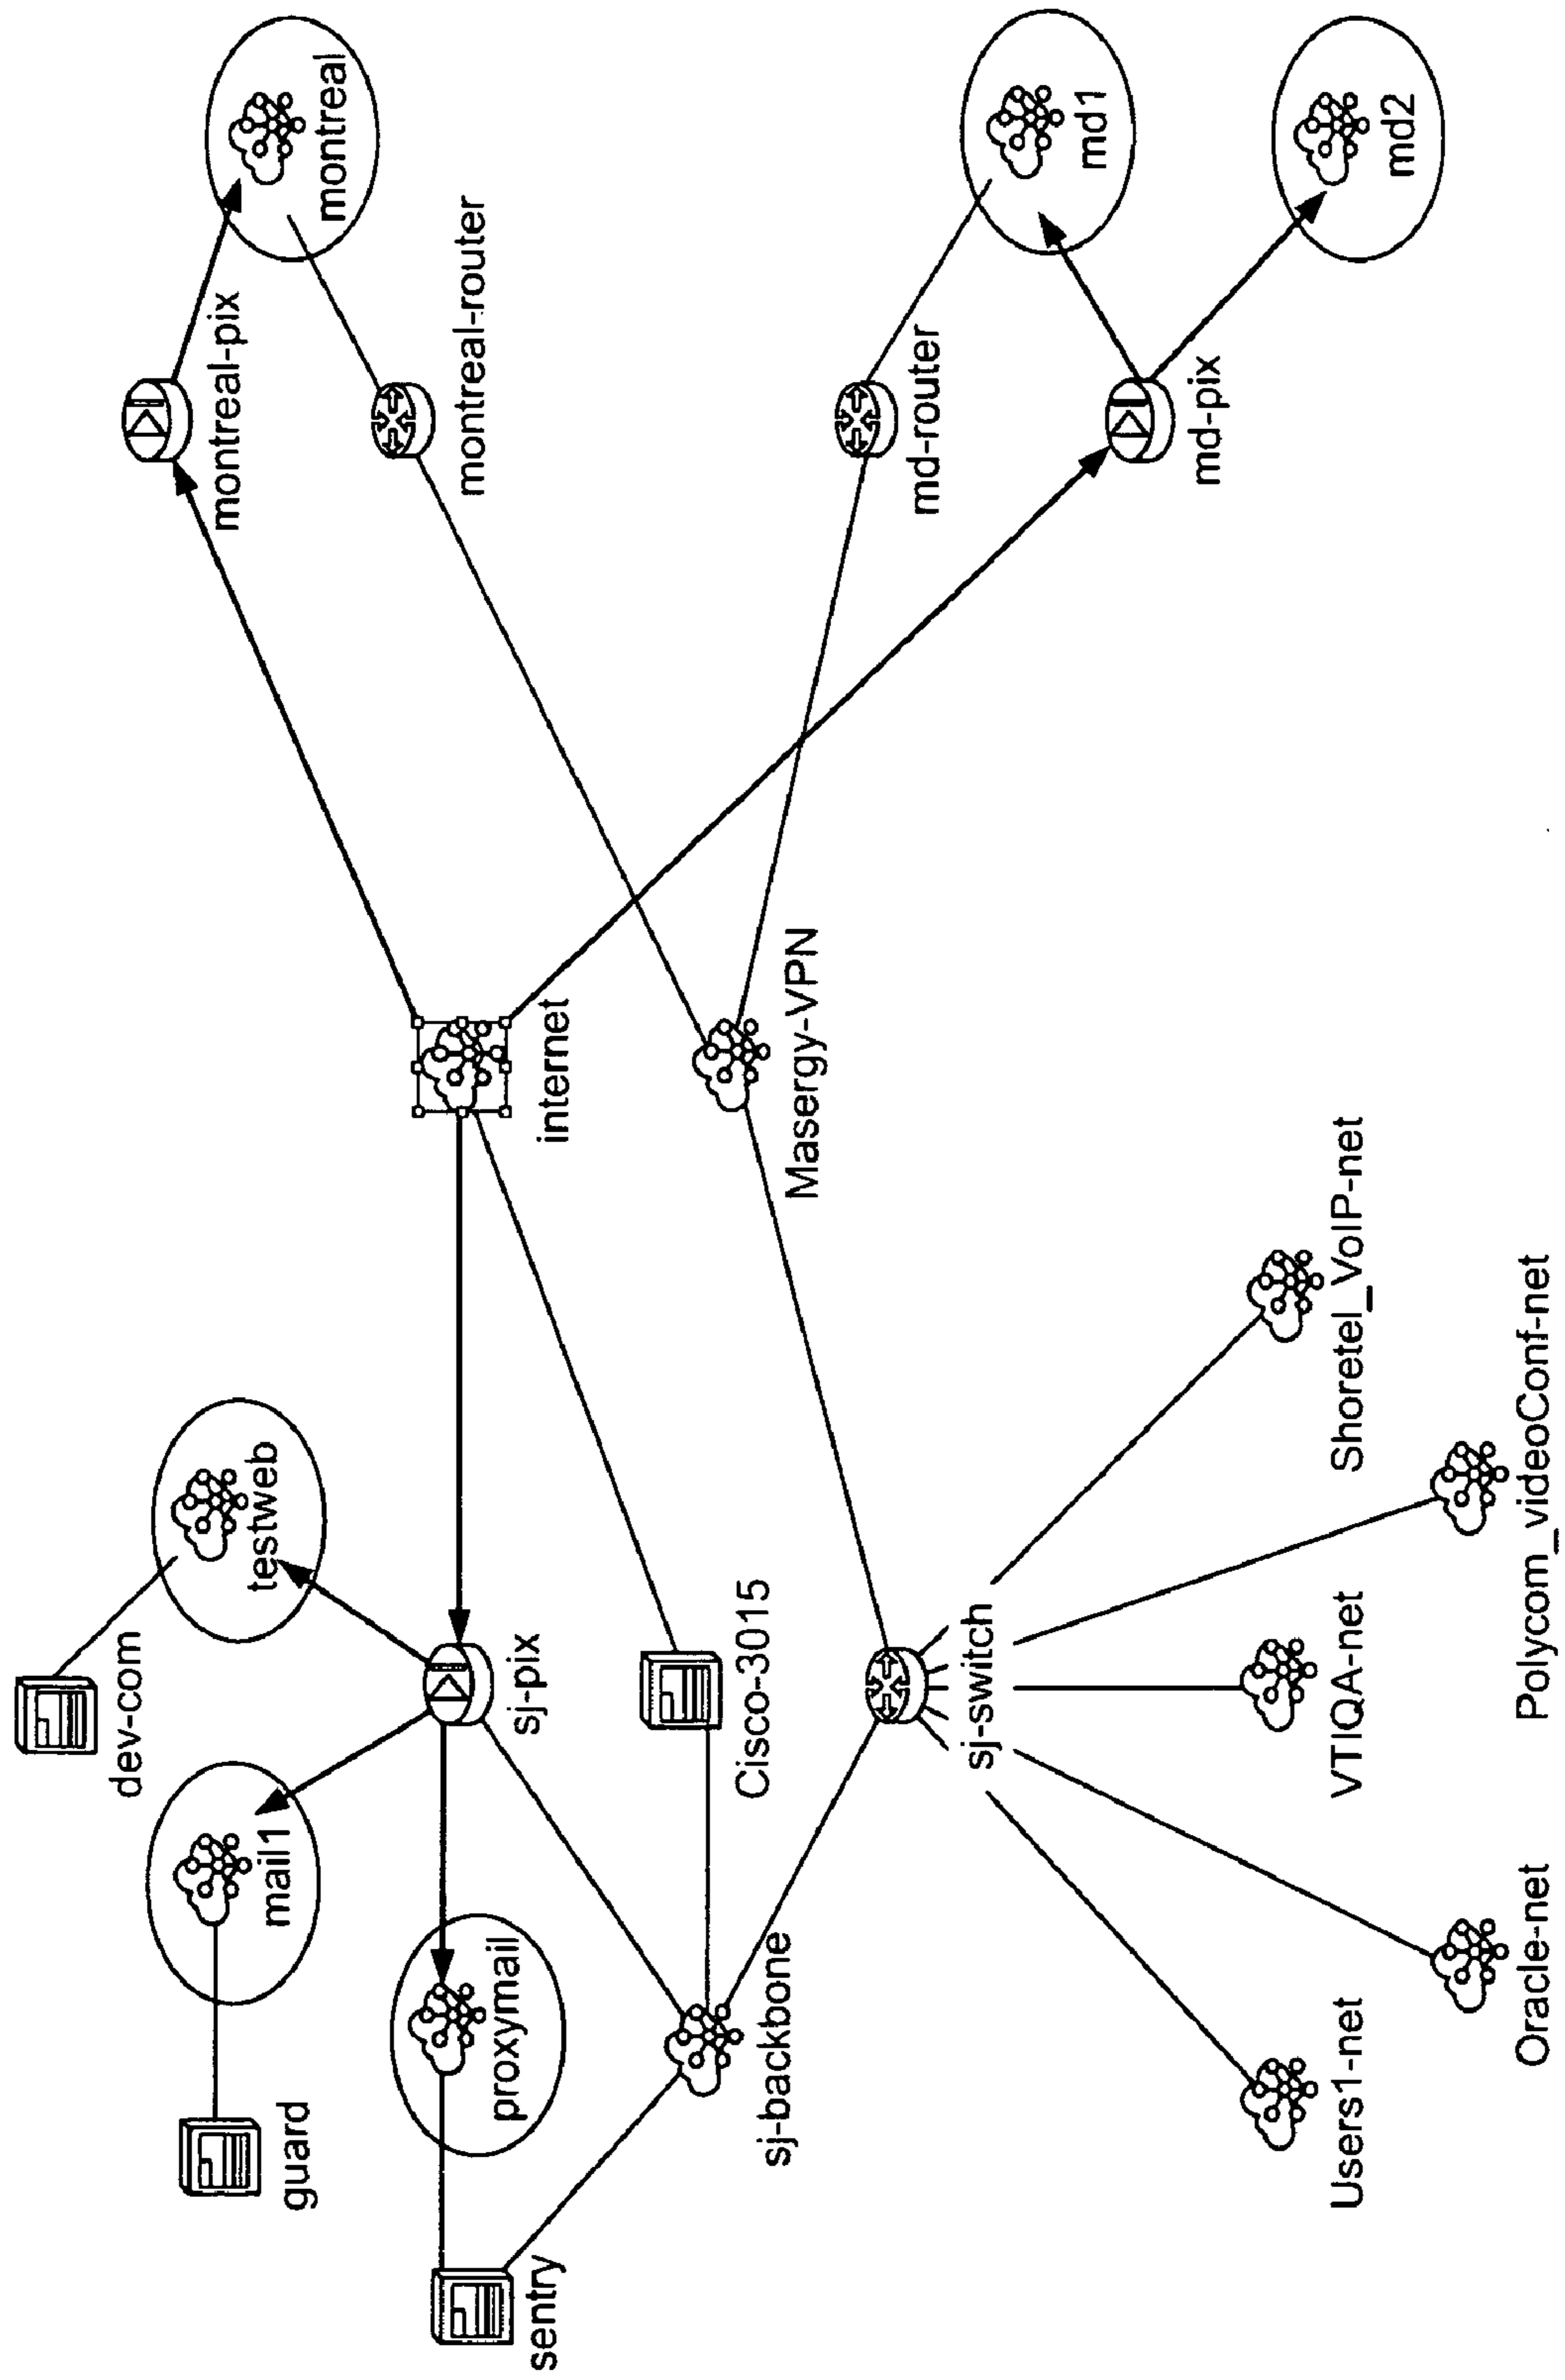 dev-com
testweb
guard
mail1
montreal-pix
montreal
sentry
proxymail
sj-pix
internet
montreal-router
sj-backbone
Cisco-3015
Masergy-VPN
md-router
md1
sj-switch
md-pix
md2
Users1-net
VTIQA-net
Shoretel_VoIP-net
Oracle-net
Polycom_videoConf-net